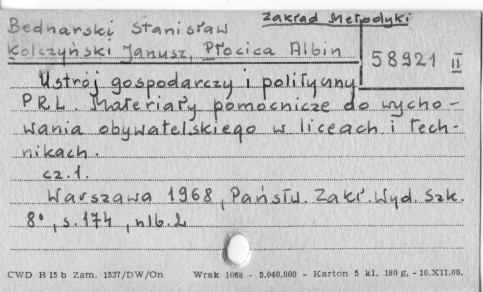 Zakład Metodyki
Bednarski Stanisław
Kolczyński Janusz, Płocica Albin
58921 II
Ustrój gospodarczy i polityczny
PRL. Materiały pomocnicze do wycho-
wania obywatelskiego w liceach i tech-
nikach.
cz.1.
Warszawa 1968, Państw. Zakł. Wyd. Szk.
8°, s. 174, nlb. 2
CWD B 15 b Zam. 1537/DW/On Wrak 1068 - 5.040.000 - Karton 5 kl. 180 g. - 10.XII.68.